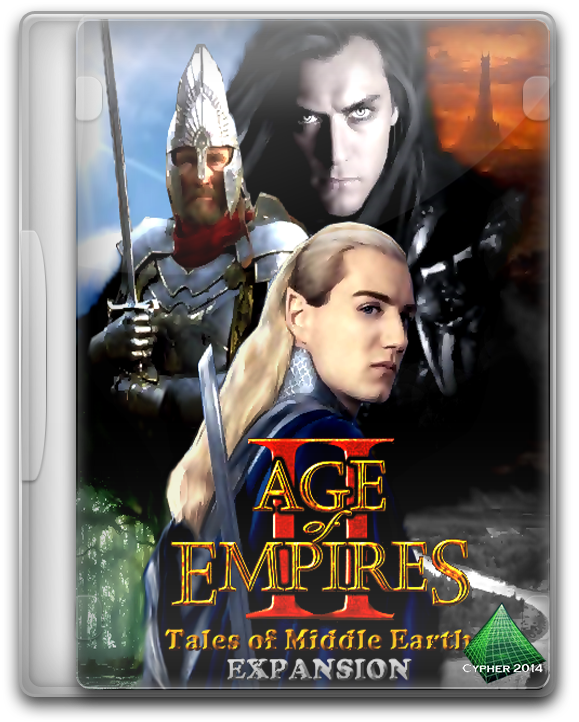 II
AGE
of
EMPIRES
Tales of Middle Earth
EXPANSION
CYPHER 2014